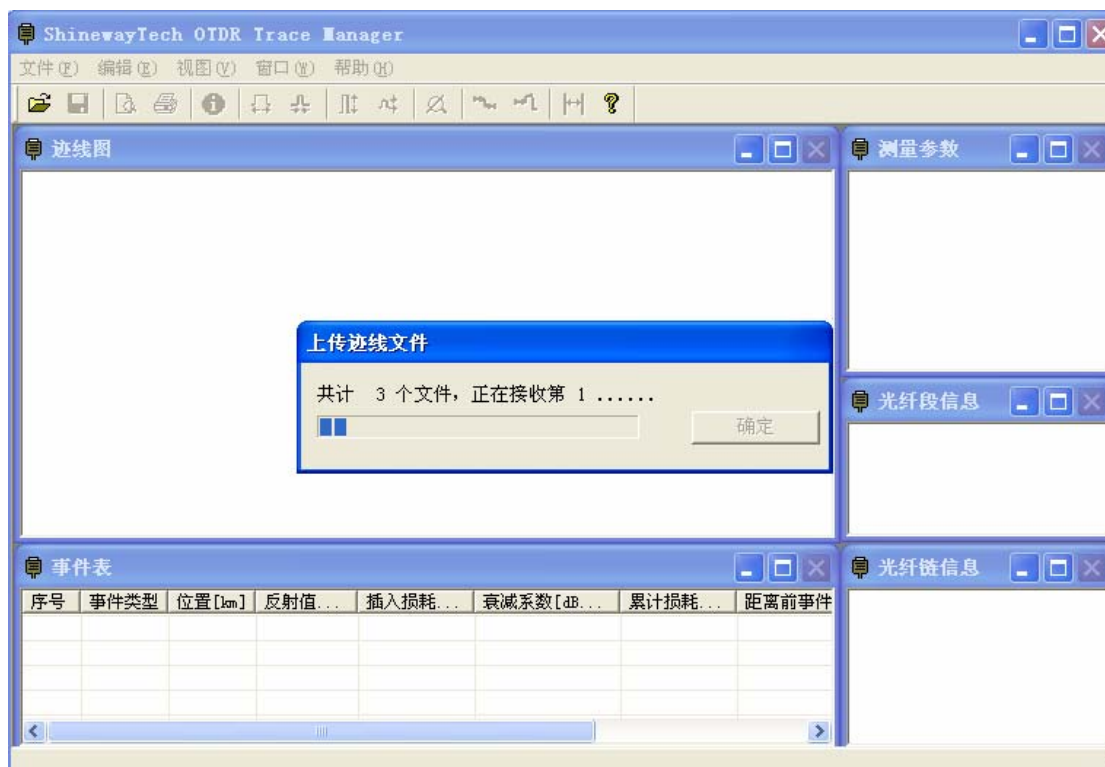 ShinewayTech OTDR Trace Manager
文件(F) 编辑(E) 视图(V) 窗口(W) 帮助(H)
迹线图
测量参数
上传迹线文件
共计 3 个文件，正在接收第 1 ......
确定
光纤段信息
事件表
光纤链信息
序号 事件类型 位置[km] 反射值... 插入损耗... 衰减系数[dB... 累计损耗... 距离前事件